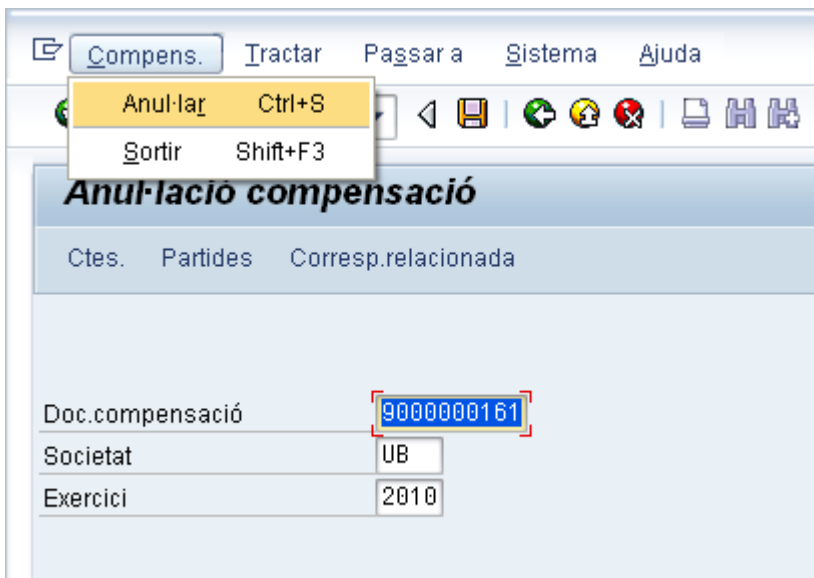 Compens. Tractar Passar a Sistema Ajuda
Anul·lar Ctrl+S
Sortir Shift+F3
Anul·lació compensació
Ctes. Partides Corresp.relacionada
Doc.compensació 9000000161
Societat UB
Exercici 2010